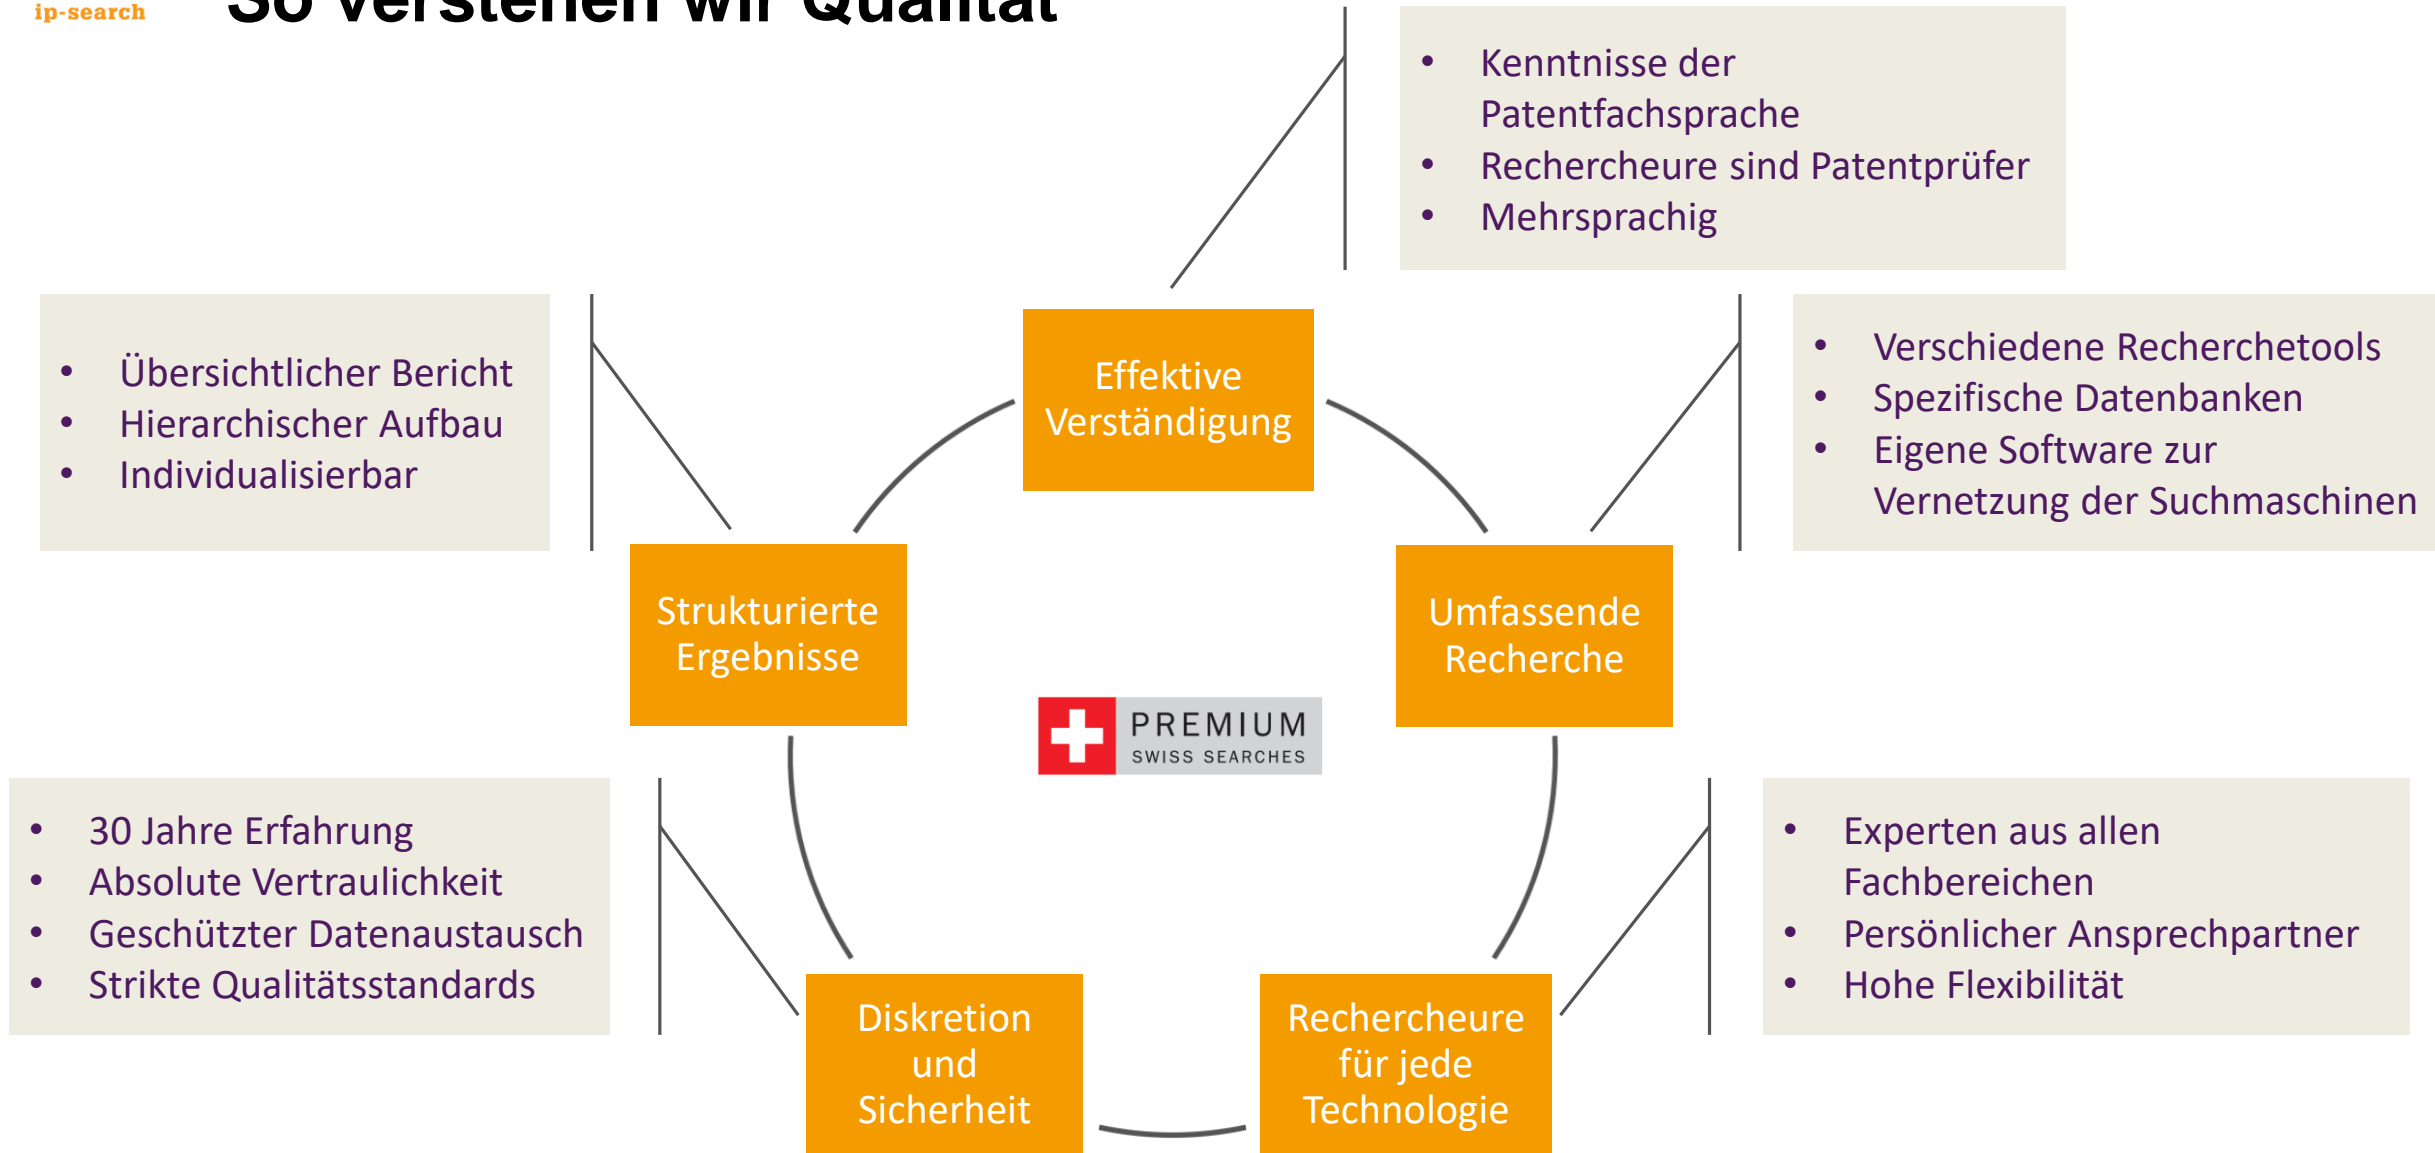 ip-search
So verstehen wir Qualität
• Kenntnisse der
Patentfachsprache
• Rechercheure sind Patentprüfer
• Mehrsprachig
• Übersichtlicher Bericht
• Hierarchischer Aufbau
• Individualisierbar
Effektive
Verständigung
• Verschiedene Recherchetools
• Spezifische Datenbanken
• Eigene Software zur
Vernetzung der Suchmaschinen
Strukturierte
Ergebnisse
Umfassende
Recherche
PREMIUM
SWISS SEARCHES
• 30 Jahre Erfahrung
• Absolute Vertraulichkeit
• Geschützter Datenaustausch
• Strikte Qualitätsstandards
• Experten aus allen
Fachbereichen
• Persönlicher Ansprechpartner
• Hohe Flexibilität
Diskretion
und
Sicherheit
Rechercheure
für jede
Technologie